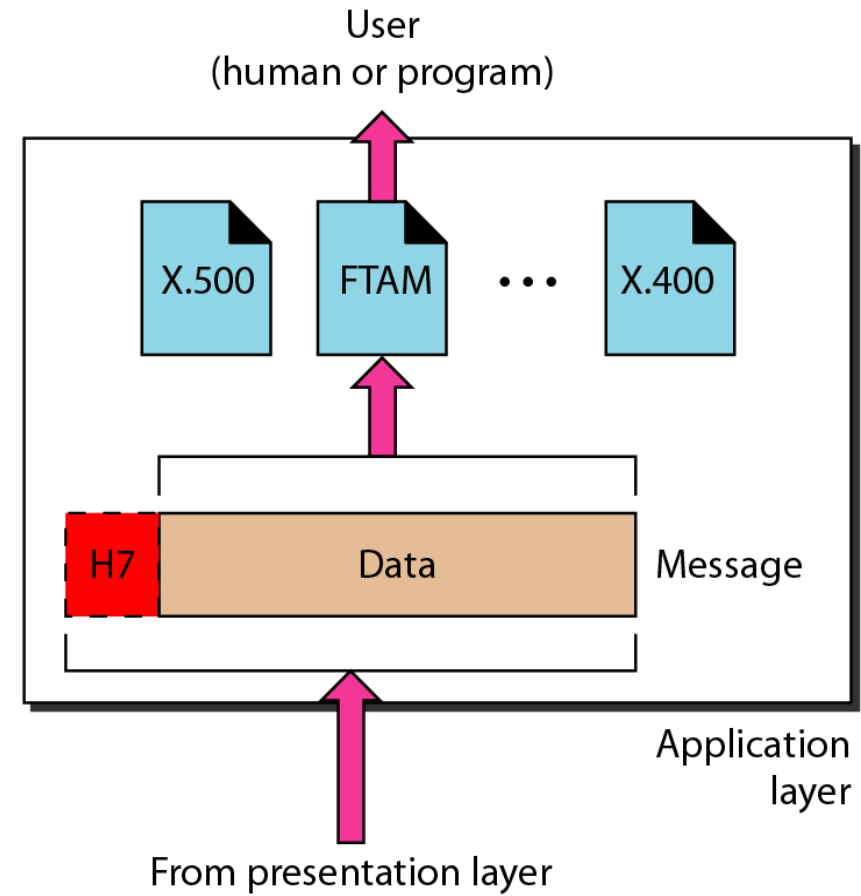 User
(human or program)
X.500
FTAM
...
X.400
H7
Data
Message
Application
layer
From presentation layer